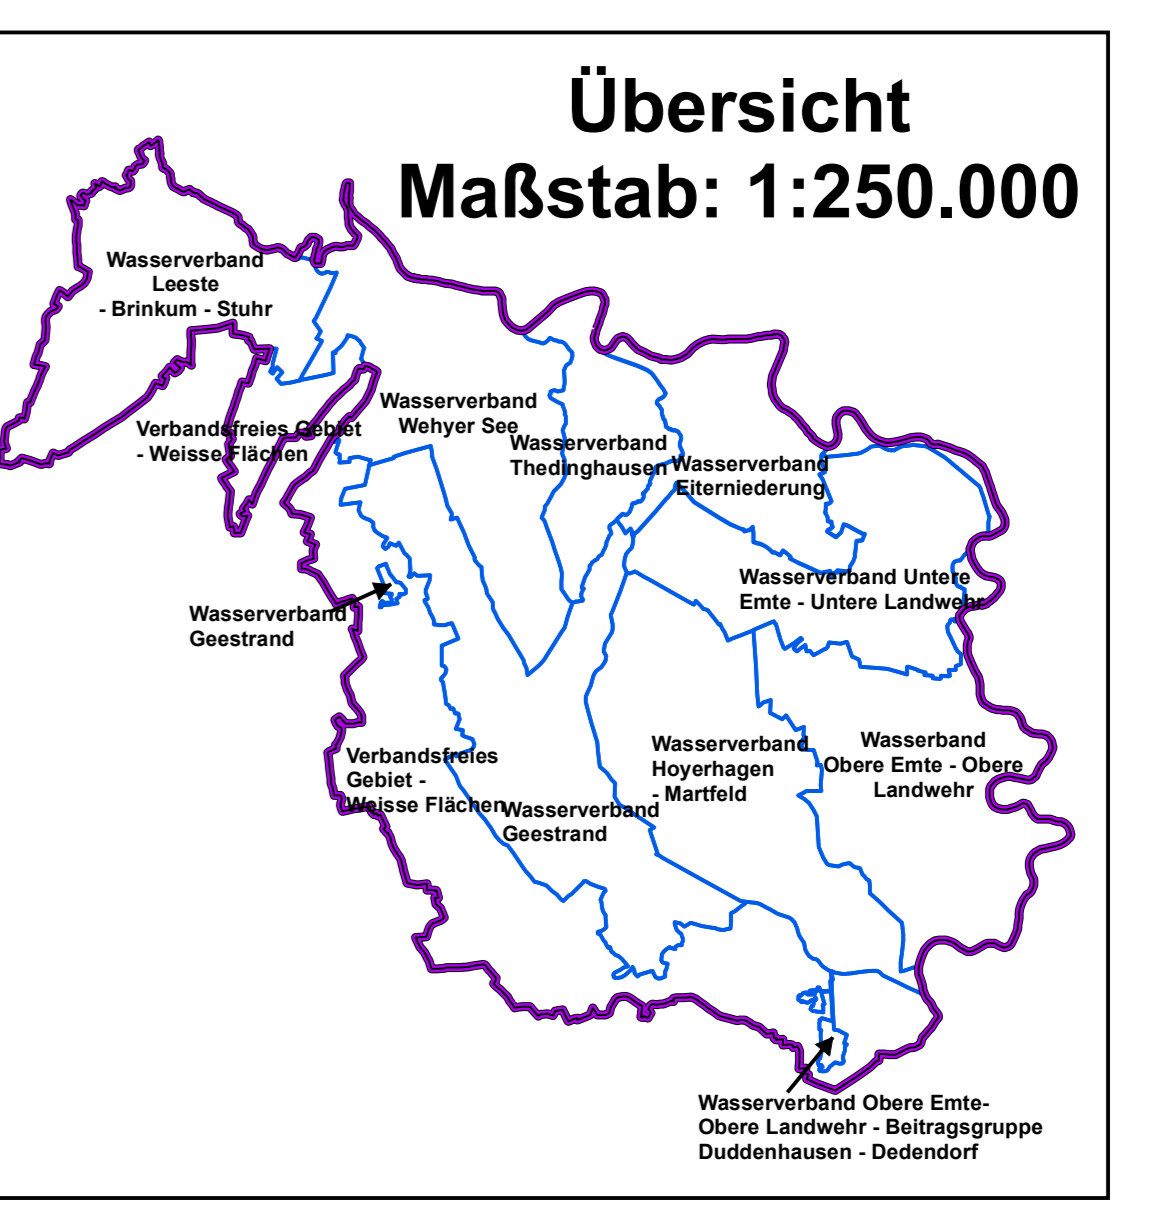 Übersicht
Maßstab: 1:250.000
Wasserverband
Leeste
- Brinkum - Stuhr
Verbandsfreies Gebiet
- Weisse Flächen
Wasserverband
Wehyer See
Wasserverband
Thedinghausen
Wasserverband
Eiterniederung
Wasserverband Untere
Emte - Untere Landwehr
Wasserverband
Geestrand
Verbandsfreies
Gebiet -
Weisse Flächen
Wasserverband
Geestrand
Wasserverband
Hoyerhagen
- Martfeld
Wasserband
Obere Emte - Obere
Landwehr
Wasserverband Obere Emte-
Obere Landwehr - Beitragsgruppe
Duddenhausen - Dedendorf